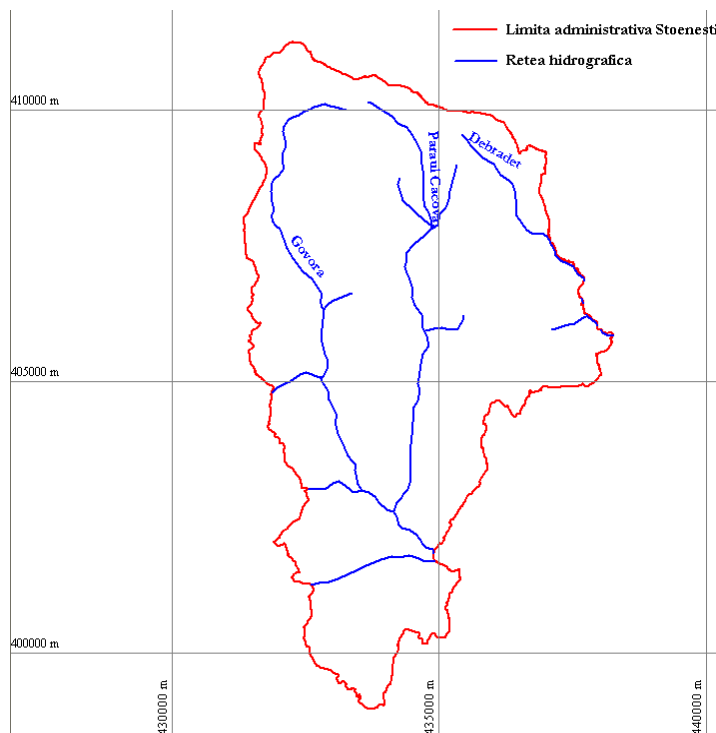 Limita administrativa Stoenesti
Retea hidrografica
410000 m
Paraul Cacova
Debradet
Govora
405000 m
400000 m
430000 m
435000 m
440000 m